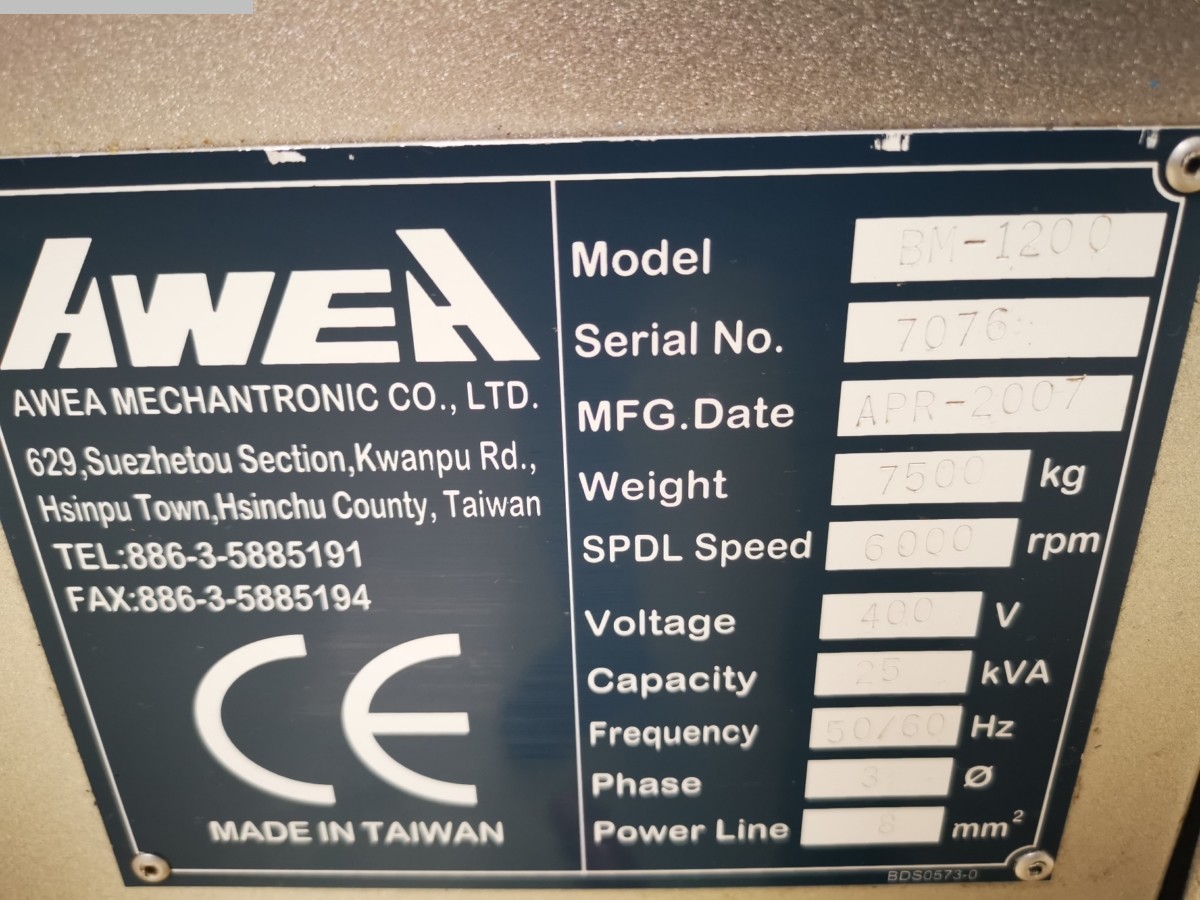 AWEA
AWEA MECHANTRONIC CO., LTD.
629,Suezhetou Section,Kwanpu Rd.,
Hsinpu Town,Hsinchu County, Taiwan
TEL:886-3-5885191
FAX:886-3-5885194
CE
MADE IN TAIWAN
Model BM-1200
Serial No. 7076
MFG.Date APR-2007
Weight 7500 kg
SPDL Speed 6000 rpm
Voltage 400 V
Capacity 25 kVA
Frequency 50/60 Hz
Phase 3 Ø
Power Line 8 mm²
BDS0573-0